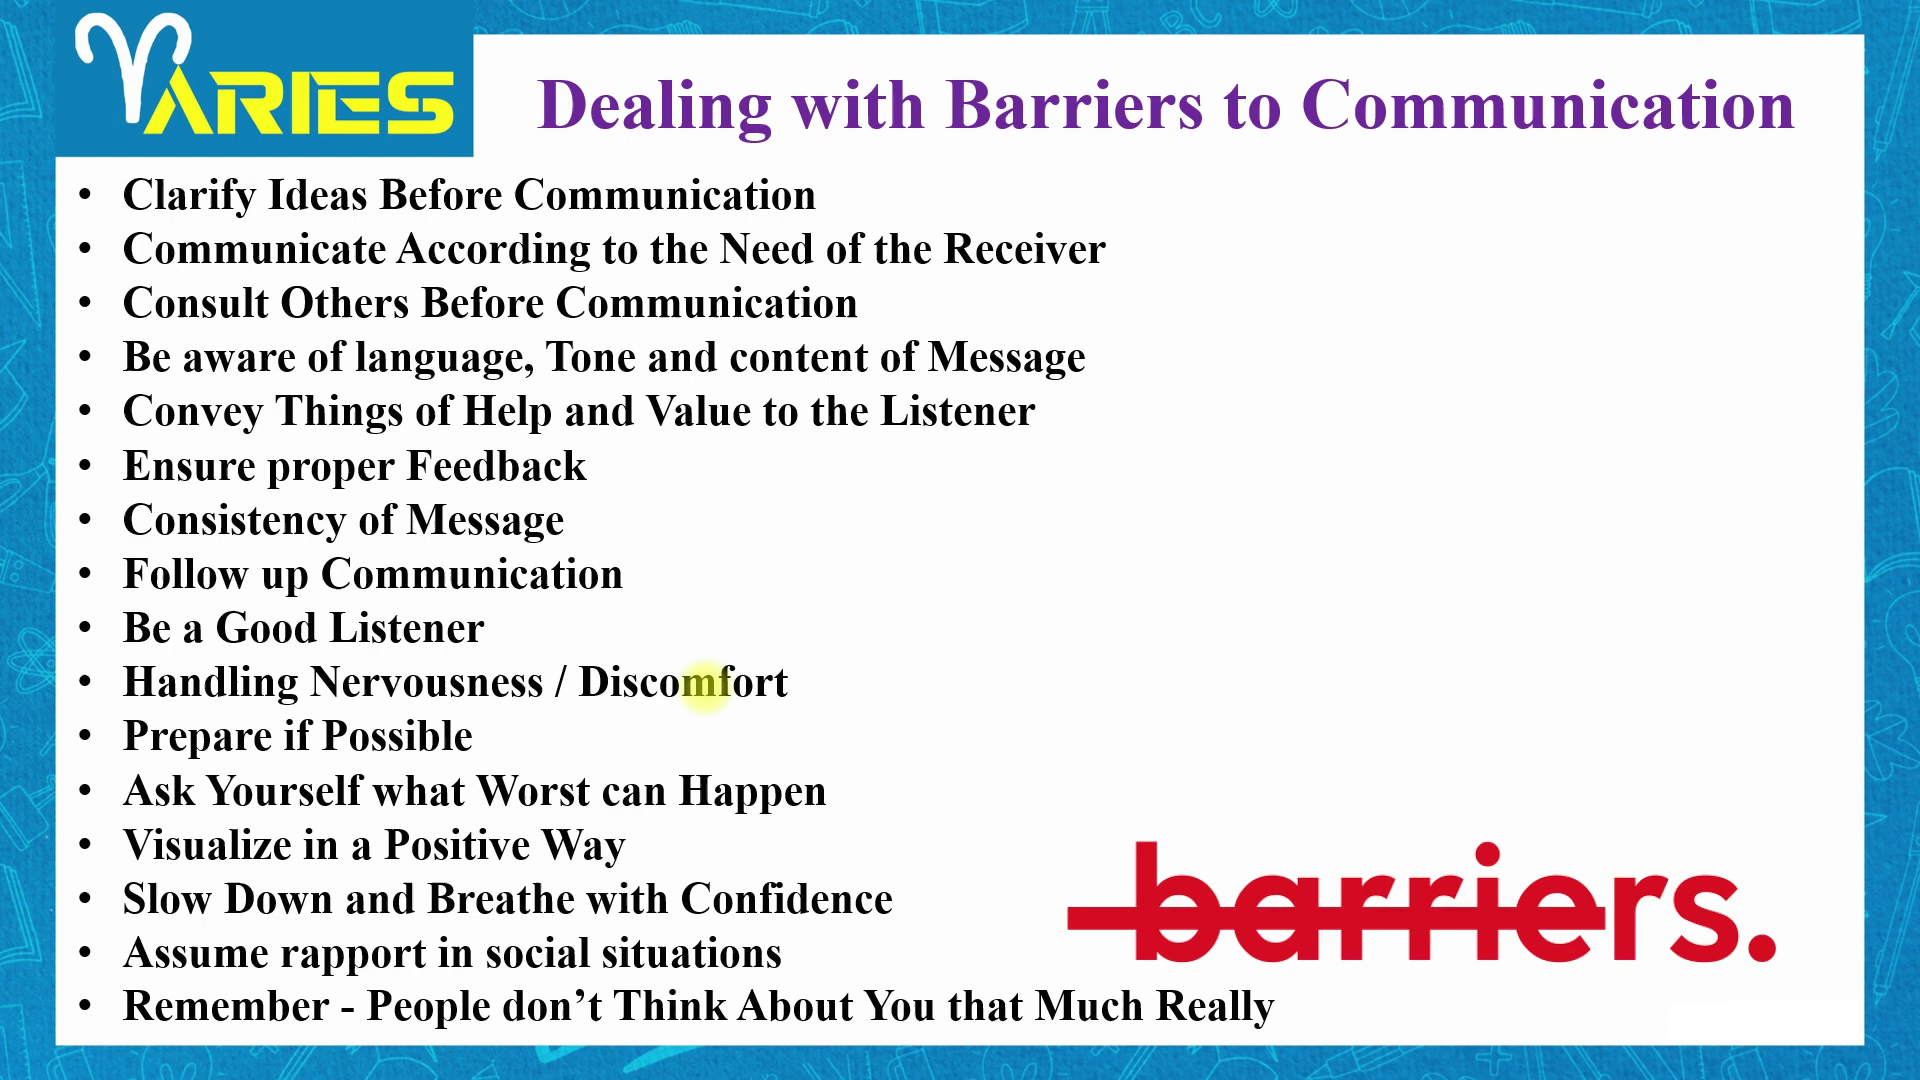 ARIES
Dealing with Barriers to Communication
• Clarify Ideas Before Communication
• Communicate According to the Need of the Receiver
• Consult Others Before Communication
• Be aware of language, Tone and content of Message
• Convey Things of Help and Value to the Listener
• Ensure proper Feedback
• Consistency of Message
• Follow up Communication
• Be a Good Listener
• Handling Nervousness / Discomfort
• Prepare if Possible
• Ask Yourself what Worst can Happen
• Visualize in a Positive Way
• Slow Down and Breathe with Confidence
• Assume rapport in social situations
• Remember - People don’t Think About You that Much Really
barriers.